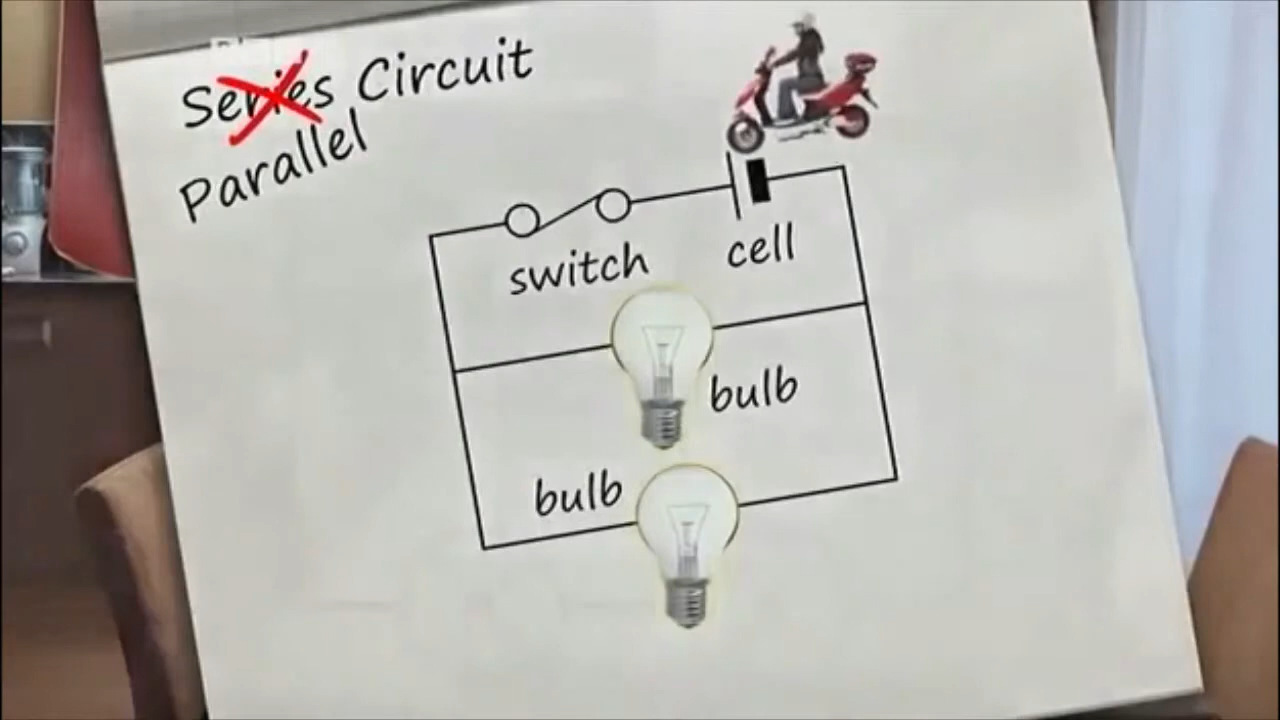 Series Circuit
Parallel
switch
cell
bulb
bulb